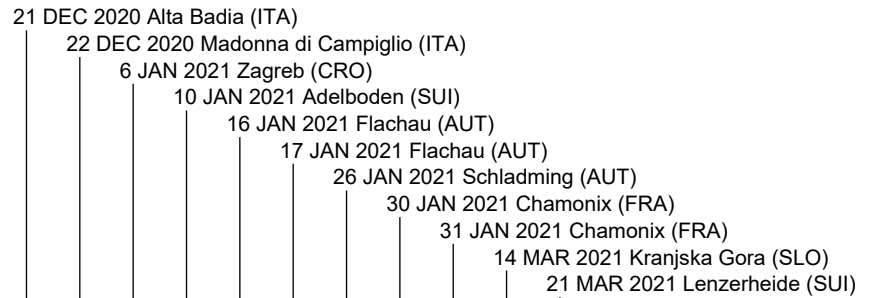 21 DEC 2020 Alta Badia (ITA)
22 DEC 2020 Madonna di Campiglio (ITA)
6 JAN 2021 Zagreb (CRO)
10 JAN 2021 Adelboden (SUI)
16 JAN 2021 Flachau (AUT)
17 JAN 2021 Flachau (AUT)
26 JAN 2021 Schladming (AUT)
30 JAN 2021 Chamonix (FRA)
31 JAN 2021 Chamonix (FRA)
14 MAR 2021 Kranjska Gora (SLO)
21 MAR 2021 Lenzerheide (SUI)